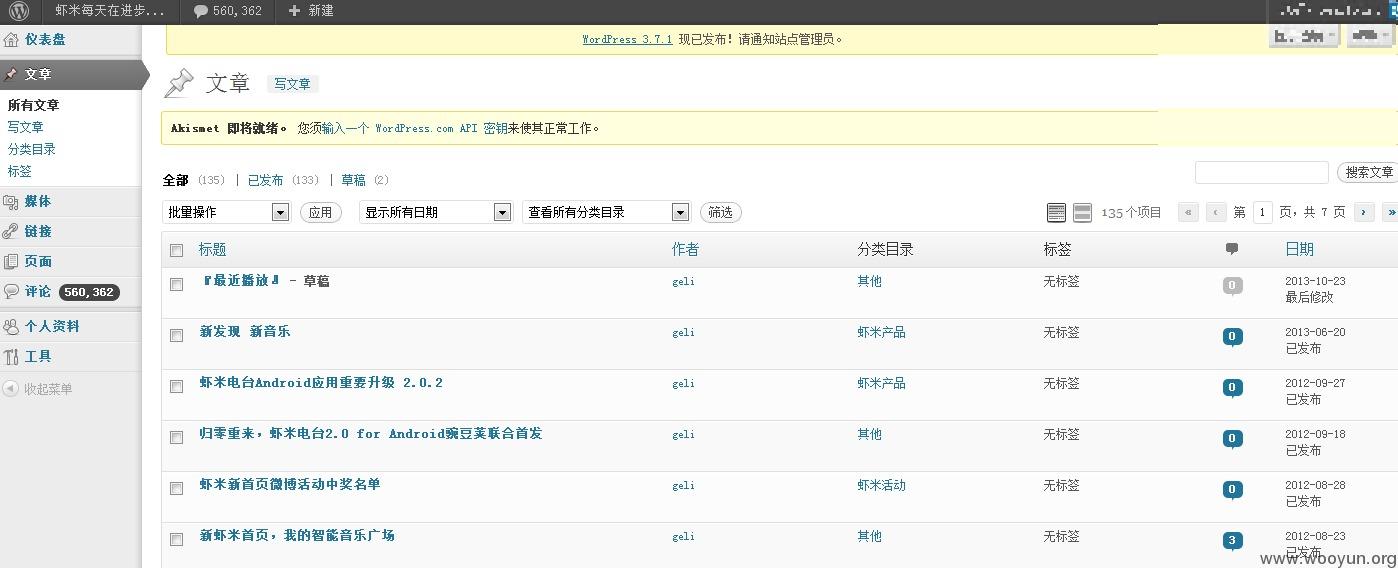 虾米每天在进步... 560,362 新建
仪表盘
文章
所有文章
写文章
分类目录
标签
媒体
链接
页面
评论 560,362
个人资料
工具
收起菜单
WordPress 3.7.1 现已发布！请通知站点管理员。
文章 写文章
Akismet 即将就绪。 您须输入一个 WordPress.com API 密钥来使其正常工作。
全部 (135) | 已发布 (133) | 草稿 (2)
搜索文章
批量操作 应用 显示所有日期 查看所有分类目录 筛选 135 个项目 « ‹ 第 1 页，共 7 页 › »
标题 作者 分类目录 标签 日期
『最近播放』 - 草稿 geli 其他 无标签 0 2013-10-23
最后修改
新发现 新音乐 geli 虾米产品 无标签 0 2013-06-20
已发布
虾米电台Android应用重要升级 2.0.2 geli 虾米产品 无标签 0 2012-09-27
已发布
归零重来，虾米电台2.0 for Android豌豆荚联合首发 geli 其他 无标签 0 2012-09-18
已发布
虾米新首页微博活动中奖名单 geli 虾米活动 无标签 0 2012-08-28
已发布
新虾米首页，我的智能音乐广场 geli 其他 无标签 3 2012-08-23
已发布
www.wooyun.org